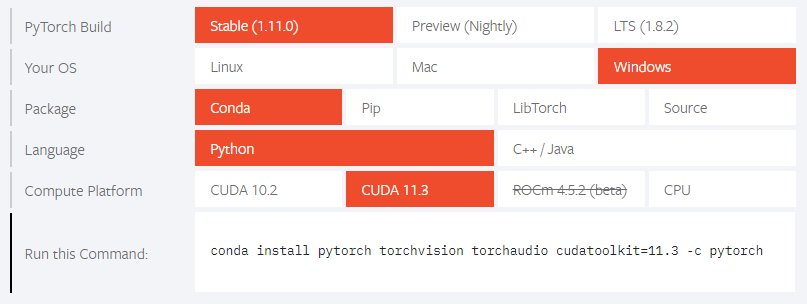 PyTorch Build Stable (1.11.0) Preview (Nightly) LTS (1.8.2)
Your OS Linux Mac Windows
Package Conda Pip LibTorch Source
Language Python C++ / Java
Compute Platform CUDA 10.2 CUDA 11.3 ROCm 4.5.2 (beta) CPU
Run this Command: conda install pytorch torchvision torchaudio cudatoolkit=11.3 -c pytorch